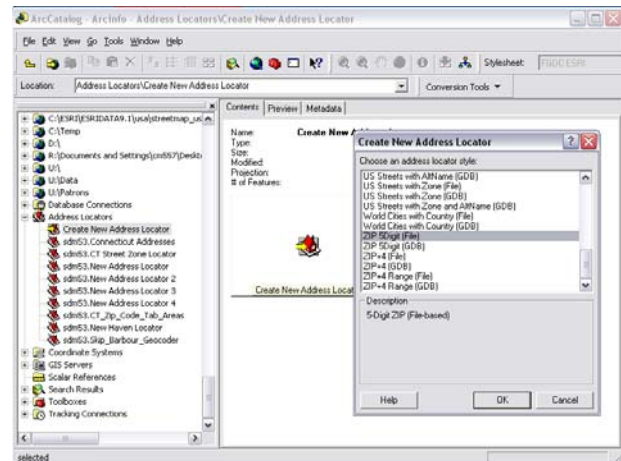 ArcCatalog - ArcInfo - Address Locators\Create New Address Locator
File Edit View Go Tools Window Help
Stylesheet: FGDC ESRI
Location: Address Locators\Create New Address Locator
Conversion Tools
Contents Preview Metadata
C:\ESRI\ESRIDATA9.1\usa\streetmap_us
C:\Temp
D:\
R:\Documents and Settings\cn557\Deskto
U:\
U:\Data
U:\Patrons
Database Connections
Address Locators
Create New Address Locator
sdm53.Connecticut Addresses
sdm53.CT Street Zone Locator
sdm53.New Address Locator
sdm53.New Address Locator 2
sdm53.New Address Locator 3
sdm53.New Address Locator 4
sdm53.CT_Zip_Code_Tab_Areas
sdm53.New Haven Locator
sdm53.Skip_Barbour_Geocoder
Coordinate Systems
GIS Servers
Scalar References
Search Results
Toolboxes
Tracking Connections
Name: Create New
Type:
Size:
Modified:
Projection:
# of Features:
Create New Address Locat
Create New Address Locator
Choose an address locator style:
US Streets with AltName (GDB)
US Streets with Zone (File)
US Streets with Zone (GDB)
US Streets with Zone and AltName (GDB)
World Cities with Country (File)
World Cities with Country (GDB)
ZIP 5Digit (File)
ZIP 5Digit (GDB)
ZIP+4 (File)
ZIP+4 (GDB)
ZIP+4 Range (File)
ZIP+4 Range (GDB)
Description
5-Digit ZIP (File-based)
Help OK Cancel
selected